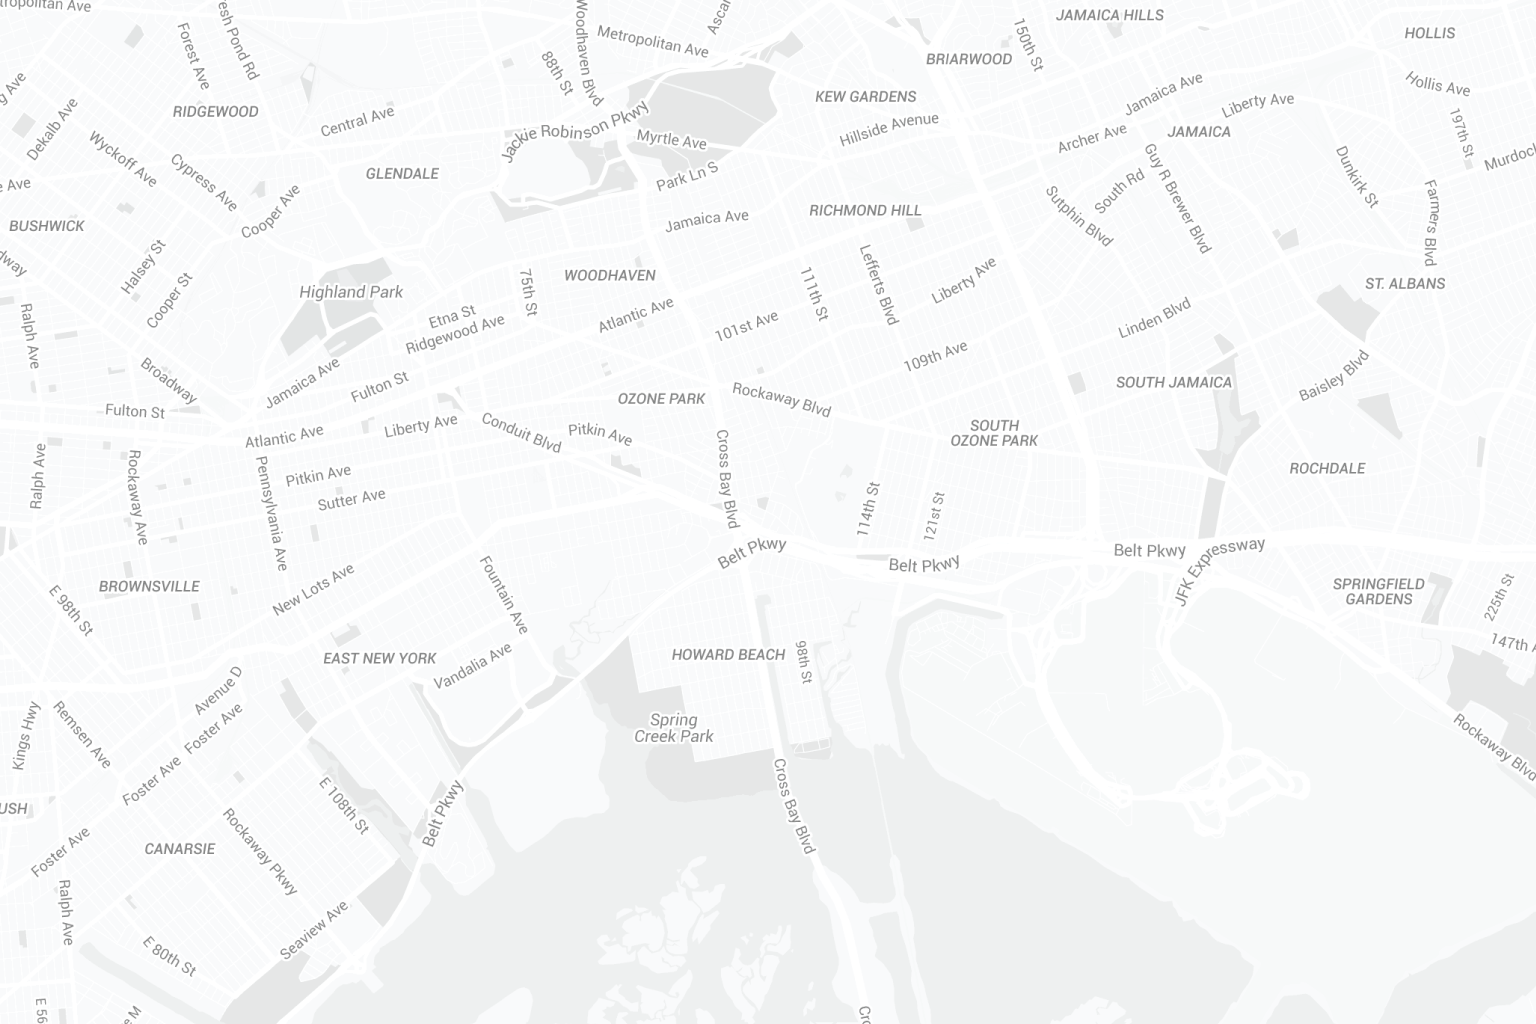 ropolitan Ave
Forest Ave
esh Pond Rd
Woodhaven Blvd
Metropolitan Ave
JAMAICA HILLS
150th St
HOLLIS
88th St
BRIARWOOD
KEW GARDENS
Hollis Ave
Jamaica Ave
Liberty Ave
Dekalb Ave
RIDGEWOOD
Central Ave
Jackie Robinson Pkwy
Myrtle Ave
Hillside Avenue
Archer Ave
JAMAICA
197th St
Wyckoff Ave
Cypress Ave
GLENDALE
Park Ln S
Sutphin Blvd
South Rd
Guy R Brewer Blvd
Dunkirk St
Farmers Blvd
Cooper Ave
BUSHWICK
Jamaica Ave
RICHMOND HILL
Halsey St
Cooper St
Highland Park
75th St
WOODHAVEN
111th St
Lefferts Blvd
Liberty Ave
ST. ALBANS
Ralph Ave
Etna St
Ridgewood Ave
Atlantic Ave
101st Ave
109th Ave
Linden Blvd
Broadway
Jamaica Ave
Fulton St
SOUTH JAMAICA
Baisley Blvd
Fulton St
OZONE PARK
Rockaway Blvd
Atlantic Ave
Liberty Ave
Conduit Blvd
Pitkin Ave
SOUTH
OZONE PARK
Ralph Ave
Rockaway Ave
Pennsylvania Ave
Pitkin Ave
Sutter Ave
Cross Bay Blvd
114th St
121st St
ROCHDALE
Belt Pkwy
Belt Pkwy
Belt Pkwy
JFK Expressway
BROWNSVILLE
E 98th St
New Lots Ave
Fountain Ave
SPRINGFIELD
GARDENS
225th St
EAST NEW YORK
Vandalia Ave
HOWARD BEACH
98th St
Avenue D
Foster Ave
Remsen Ave
Kings Hwy
Spring
Creek Park
Rockaway Blvd
Foster Ave
E 108th St
Belt Pkwy
Cross Bay Blvd
USH
Foster Ave
CANARSIE
Rockaway Pkwy
Ralph Ave
Seaview Ave
E 80th St
E 56